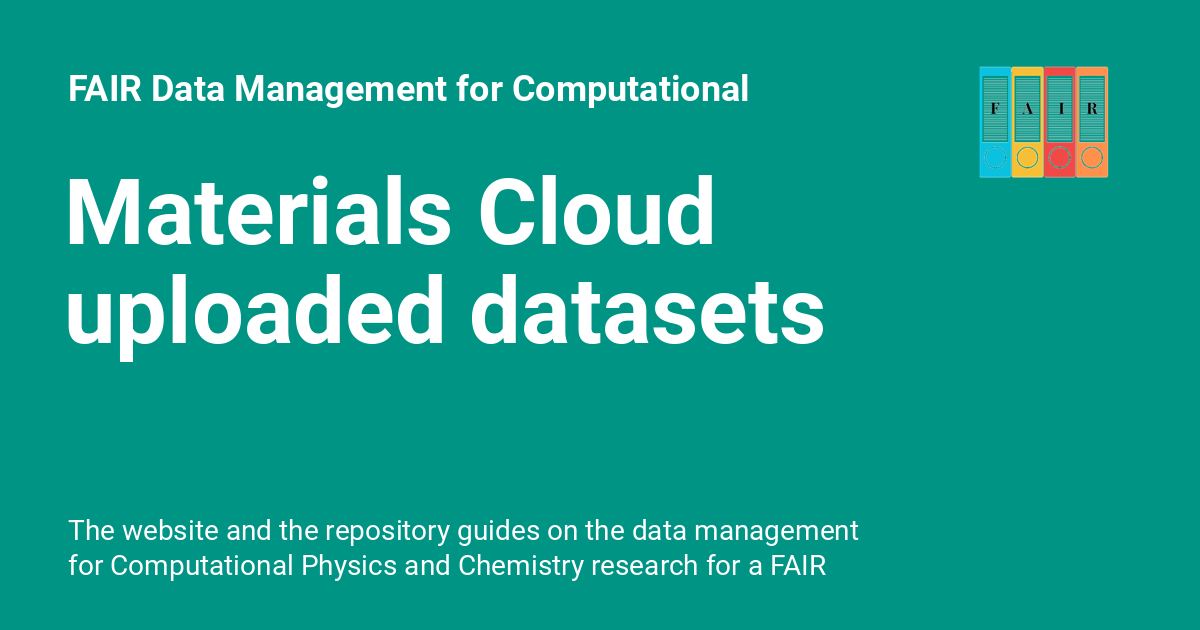 FAIR Data Management for Computational
F A I R
Materials Cloud
uploaded datasets
The website and the repository guides on the data management
for Computational Physics and Chemistry research for a FAIR